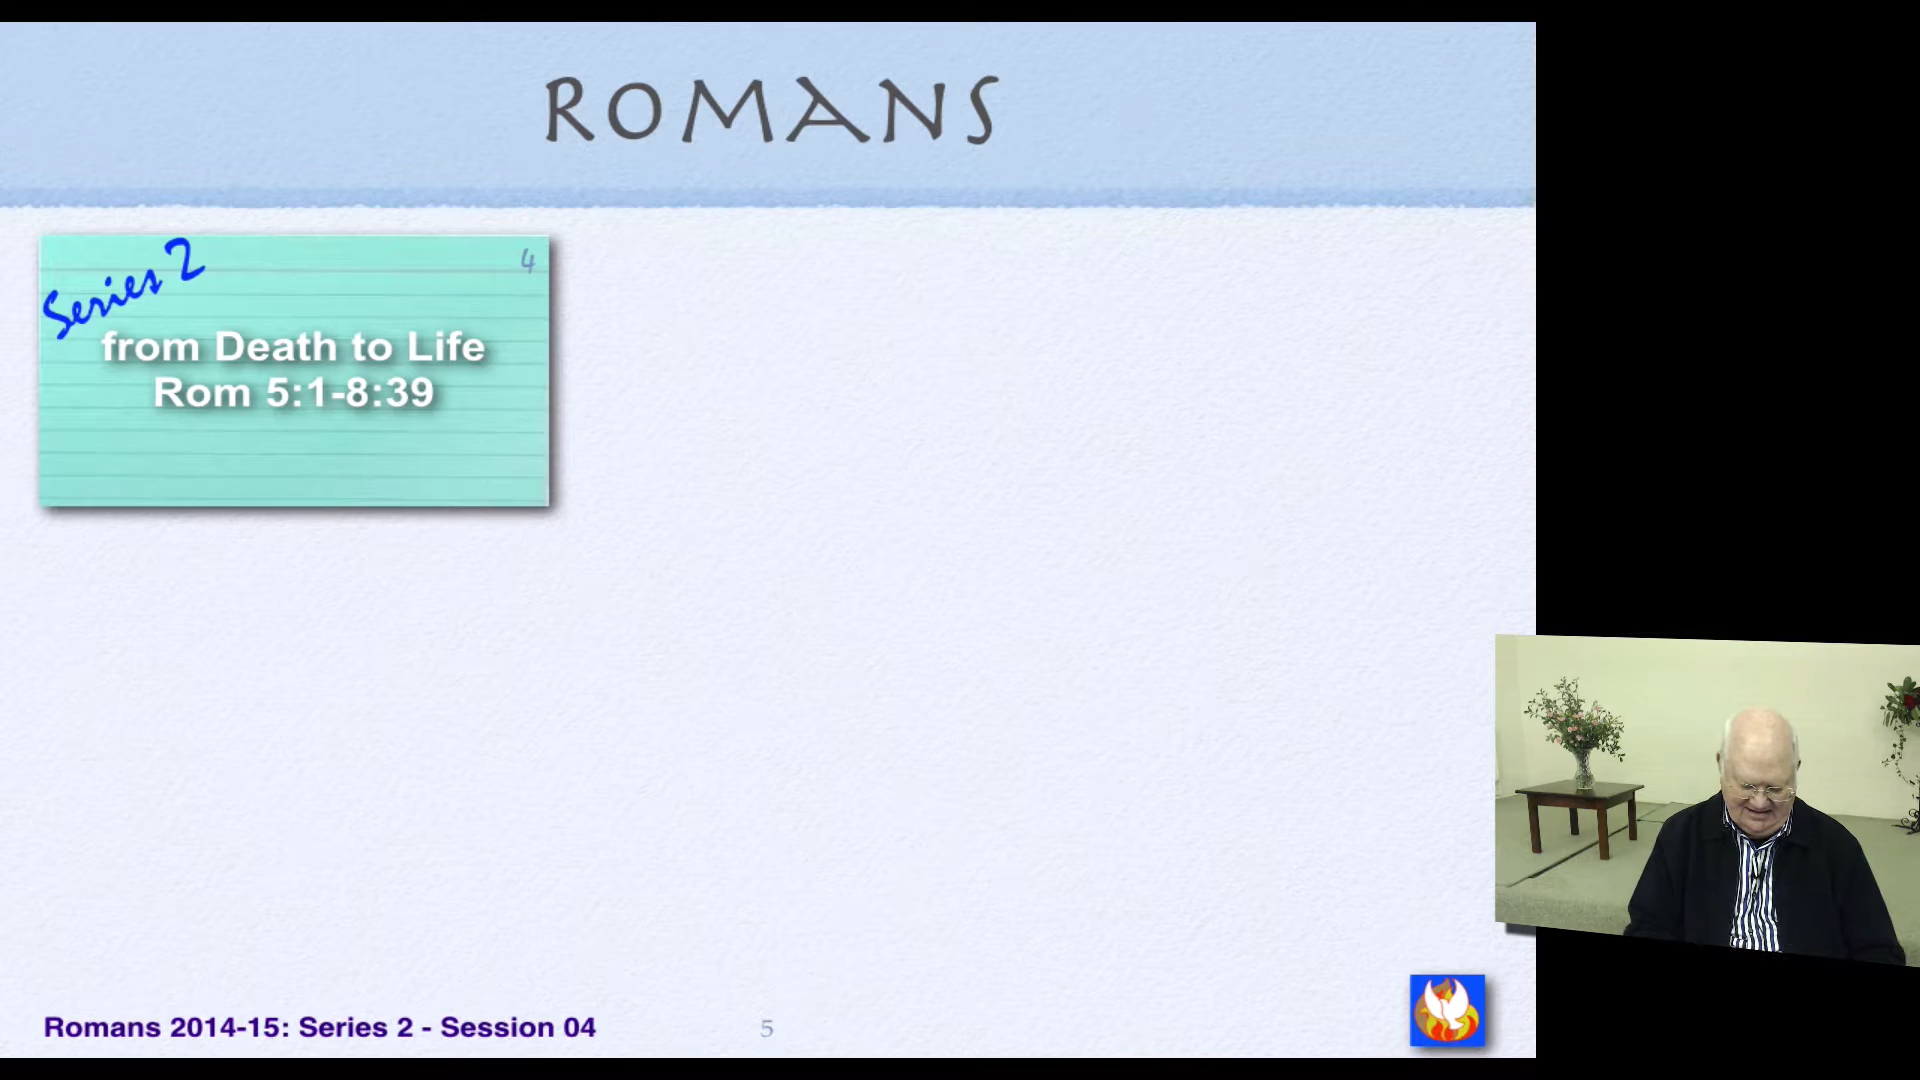 ROMANS
Series 2
4
from Death to Life
Rom 5:1-8:39
Romans 2014-15: Series 2 - Session 04
5